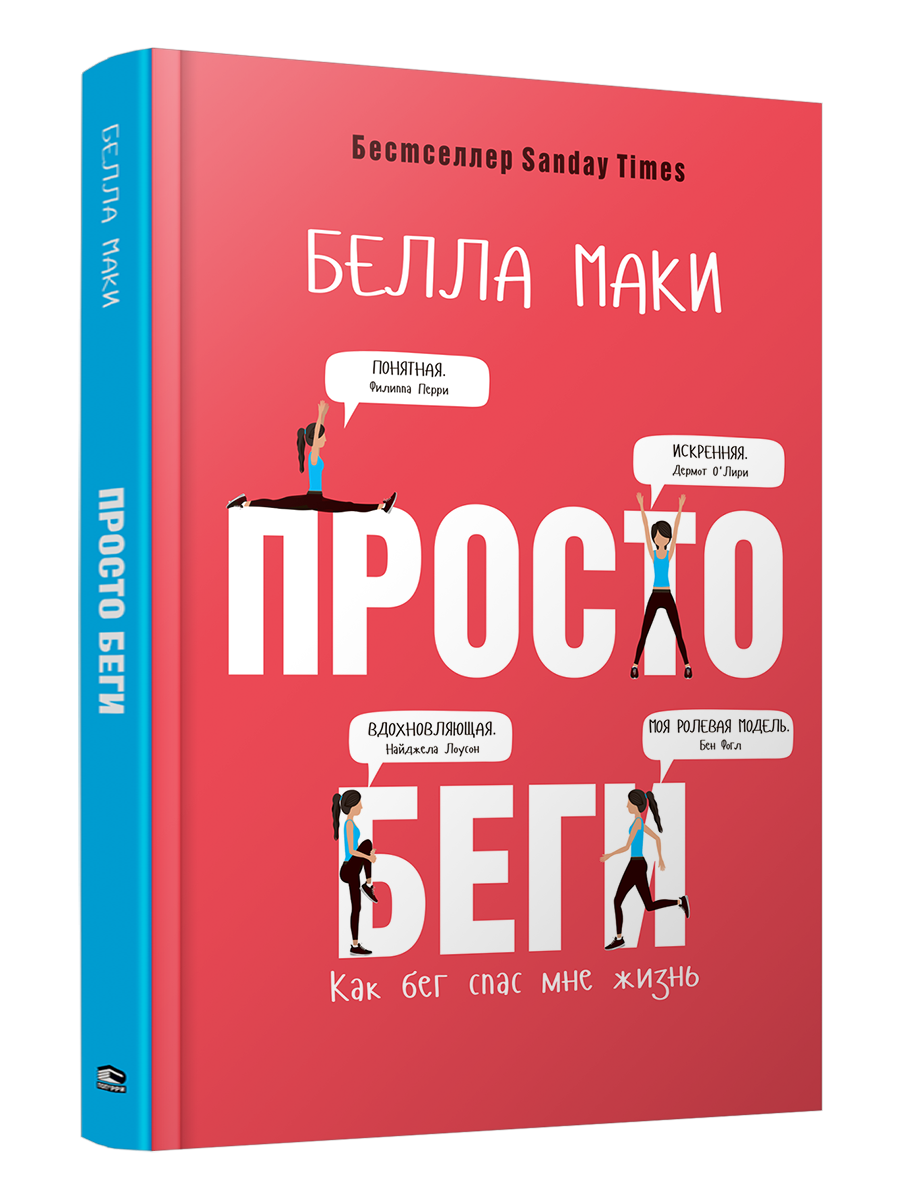 Бестселлер Sanday Times
БЕЛЛА МАКИ
ПОНЯТНАЯ.
Филиппа Перри
ИСКРЕННЯЯ.
Дермот О'Лири
ПРОСТО
ВДОХНОВЛЯЮЩАЯ.
Найджела Лоусон
МОЯ РОЛЕВАЯ МОДЕЛЬ.
Бен Фогл
БЕГИ
Как бег спас мне жизнь
БЕЛЛА МАКИ
ПРОСТО БЕГИ